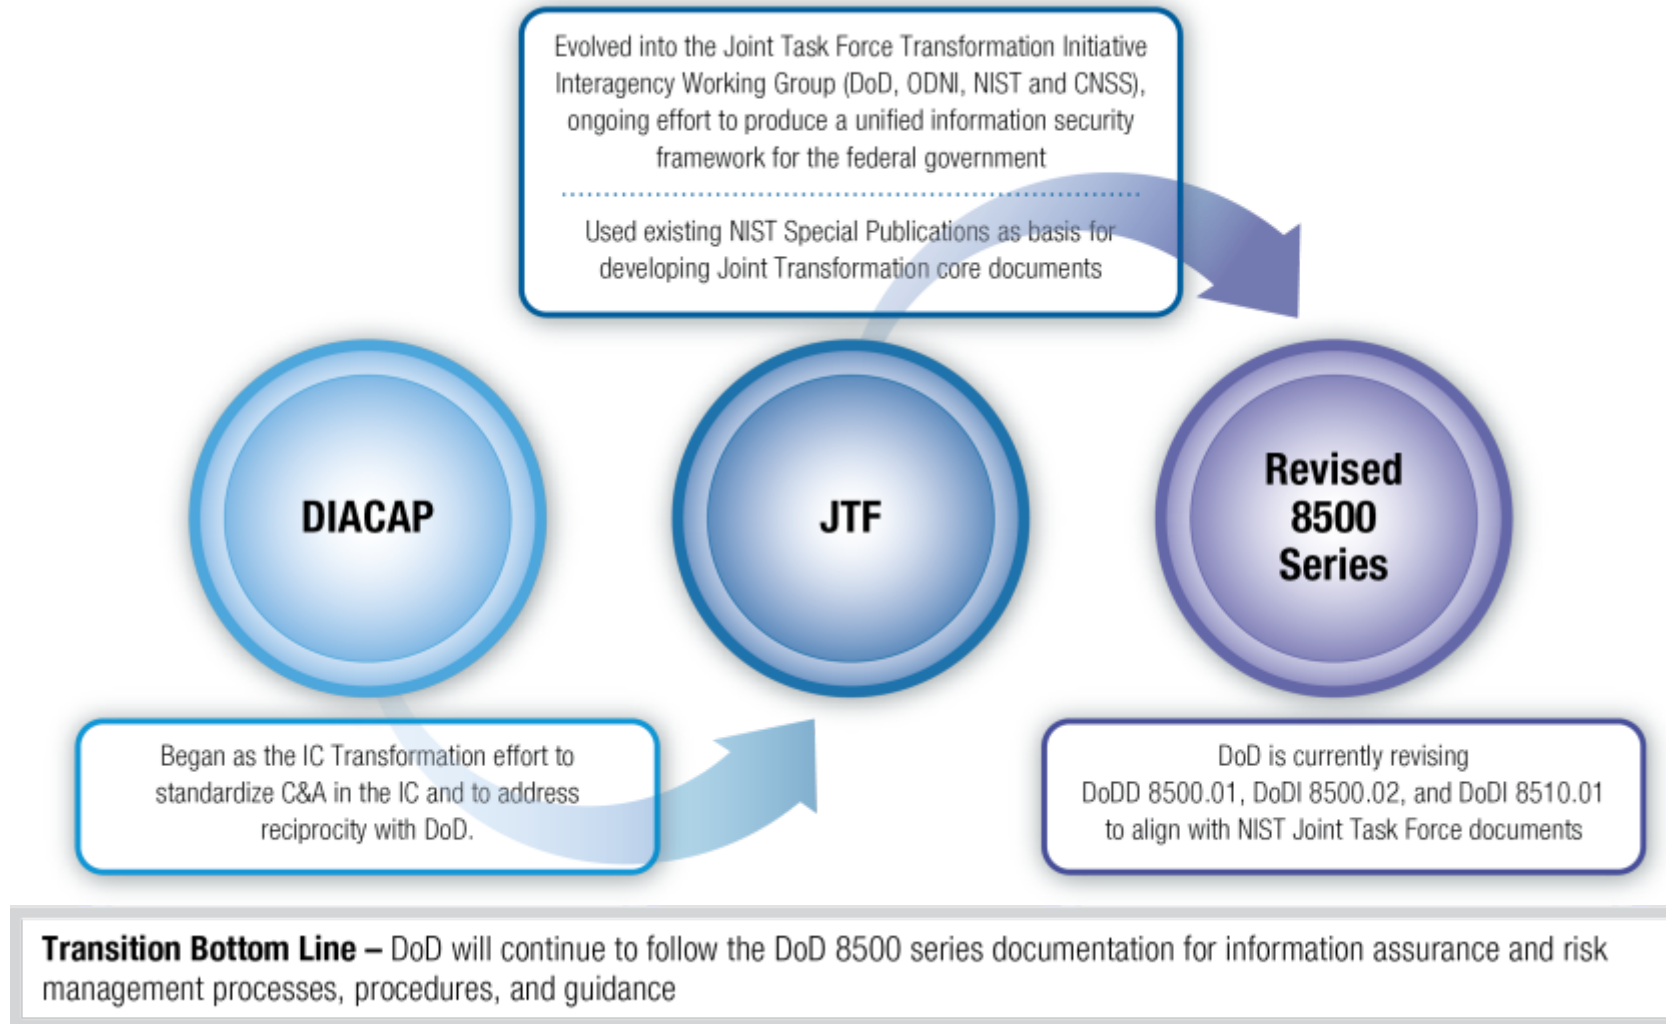 Evolved into the Joint Task Force Transformation Initiative
Interagency Working Group (DoD, ODNI, NIST and CNSS),
ongoing effort to produce a unified information security
framework for the federal government
Used existing NIST Special Publications as basis for
developing Joint Transformation core documents
DIACAP
JTF
Revised
8500
Series
Began as the IC Transformation effort to
standardize C&A in the IC and to address
reciprocity with DoD.
DoD is currently revising
DoDD 8500.01, DoDI 8500.02, and DoDI 8510.01
to align with NIST Joint Task Force documents
Transition Bottom Line – DoD will continue to follow the DoD 8500 series documentation for information assurance and risk
management processes, procedures, and guidance